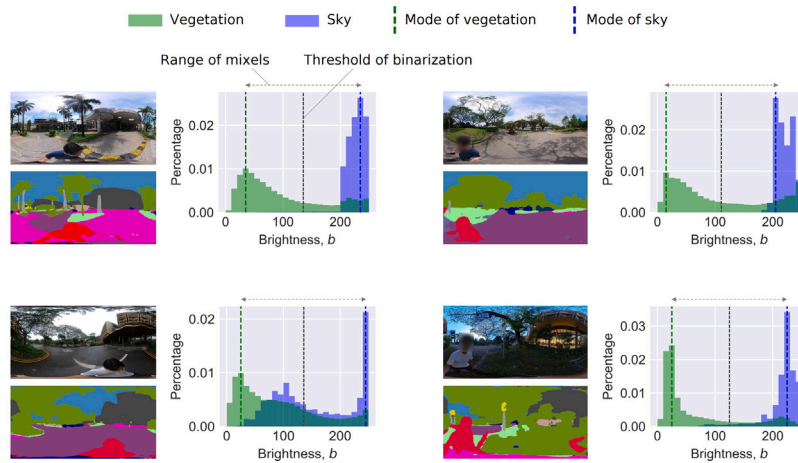 Vegetation Sky Mode of vegetation Mode of sky
Range of mixels Threshold of binarization
Percentage
0.02
0.01
0.00
0 100 200
Brightness, b
Percentage
0.02
0.01
0.00
0 100 200
Brightness, b
Percentage
0.02
0.01
0.00
0 100 200
Brightness, b
Percentage
0.03
0.02
0.01
0.00
0 100 200
Brightness, b